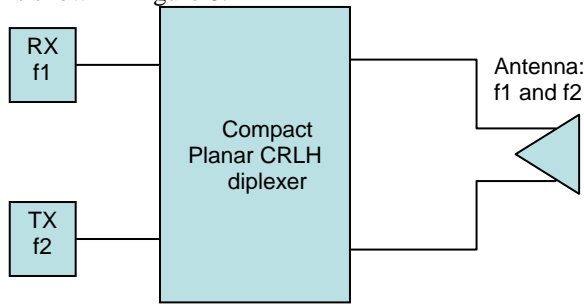 RX
f1
Antenna:
f1 and f2
Compact
Planar CRLH
diplexer
TX
f2